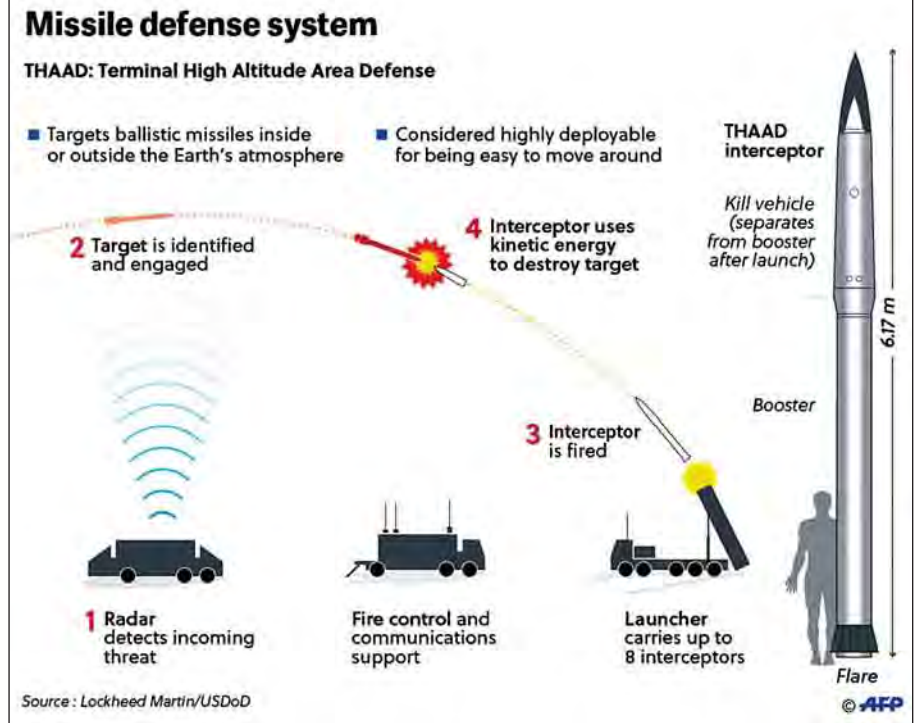 Missile defense system
THAAD: Terminal High Altitude Area Defense
Targets ballistic missiles inside
or outside the Earth's atmosphere
Considered highly deployable
for being easy to move around
THAAD
interceptor
Kill vehicle
(separates
from booster
after launch)
6.17 m
Booster
2 Target is identified
and engaged
4 Interceptor uses
kinetic energy
to destroy target
3 Interceptor
is fired
1 Radar
detects incoming
threat
Fire control and
communications
support
Launcher
carries up to
8 interceptors
Flare
Source : Lockheed Martin/USDoD
© AFP